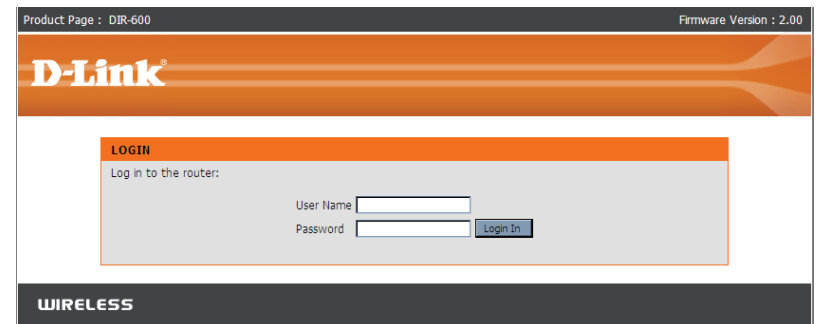 Product Page : DIR-600 Firmware Version : 2.00
D-Link®
LOGIN
Log in to the router:
User Name
Password Login In
WIRELESS